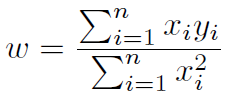 w = \frac{\sum_{i=1}^{n} x_i y_i}{\sum_{i=1}^{n} x_i^2}